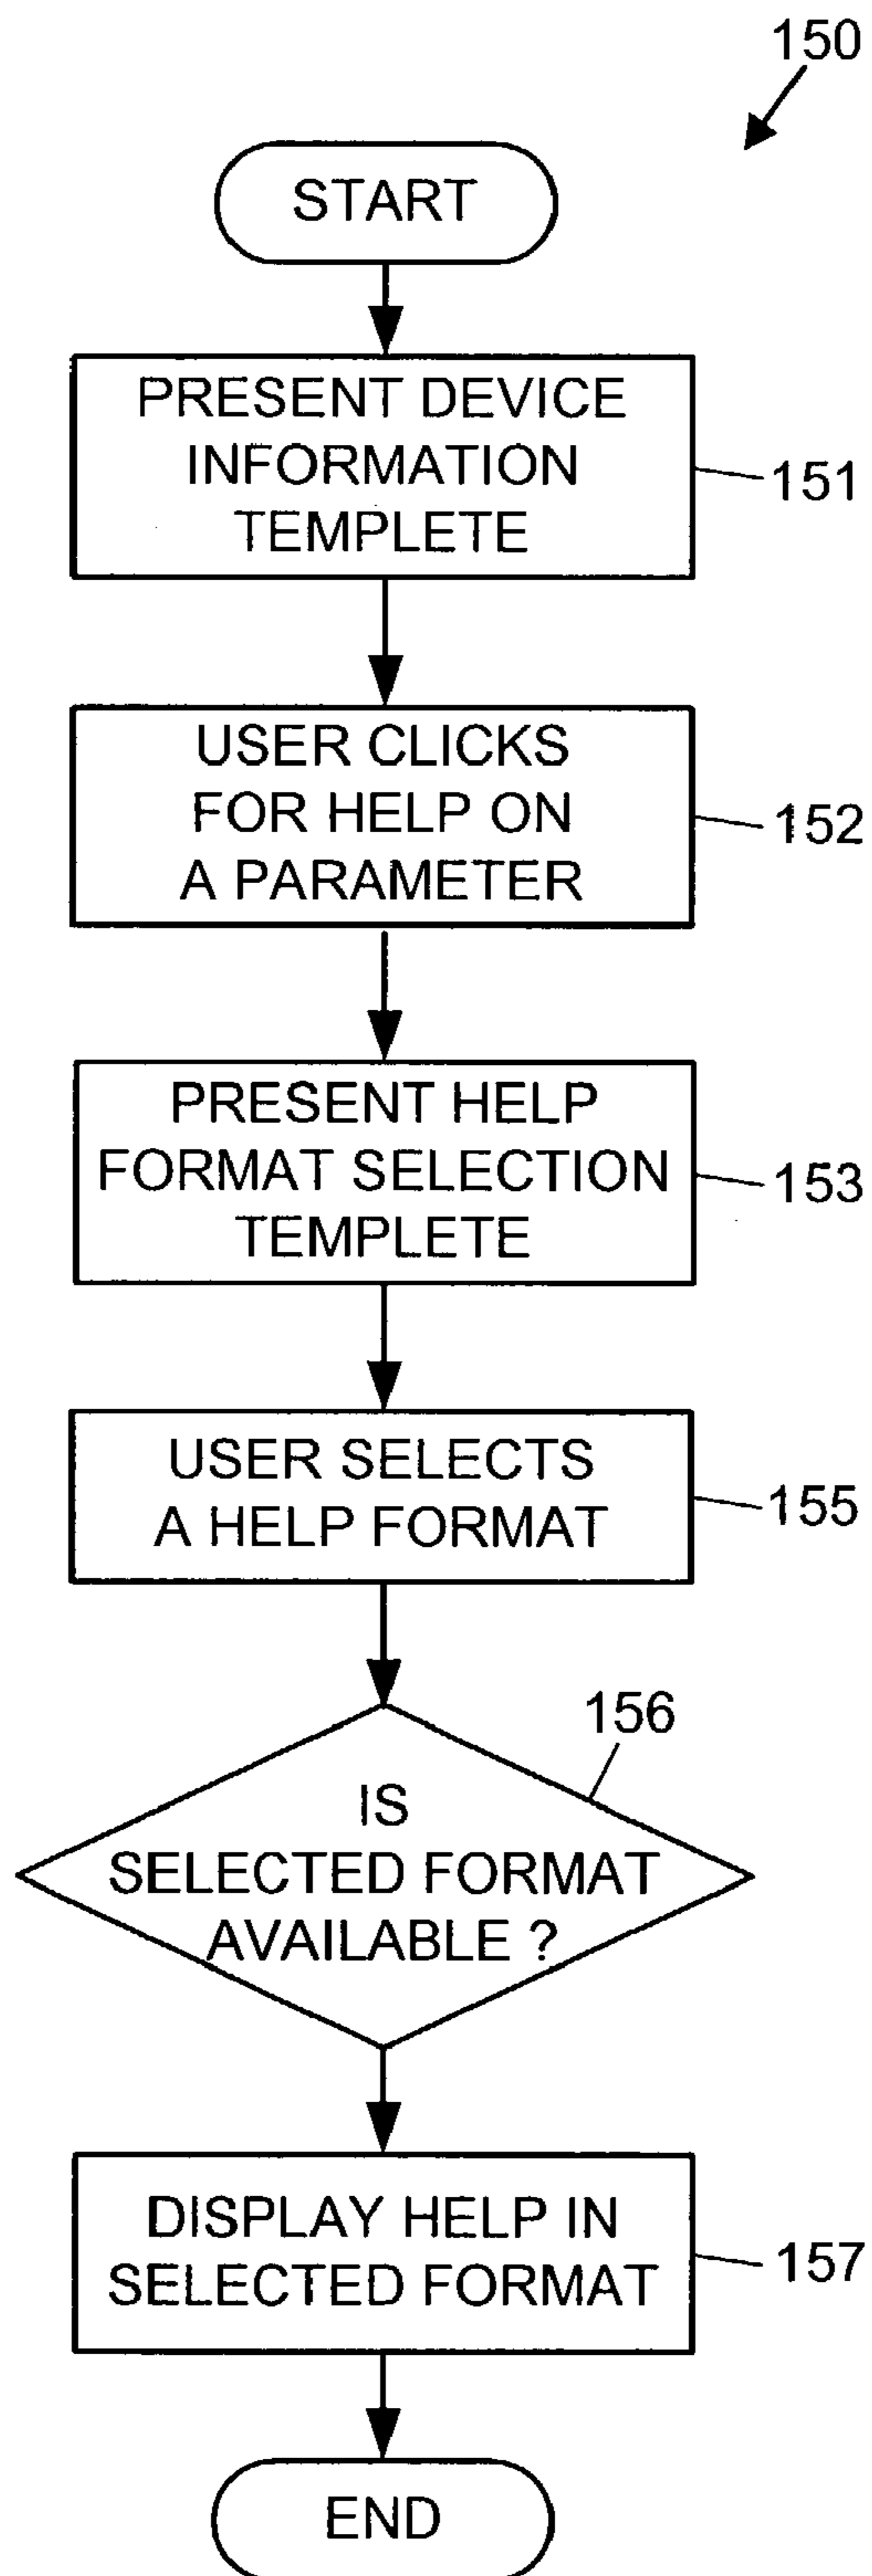 150
START
PRESENT DEVICE
INFORMATION
TEMPLETE
151
USER CLICKS
FOR HELP ON
A PARAMETER
152
PRESENT HELP
FORMAT SELECTION
TEMPLETE
153
USER SELECTS
A HELP FORMAT
155
156
IS
SELECTED FORMAT
AVAILABLE ?
DISPLAY HELP IN
SELECTED FORMAT
157
END